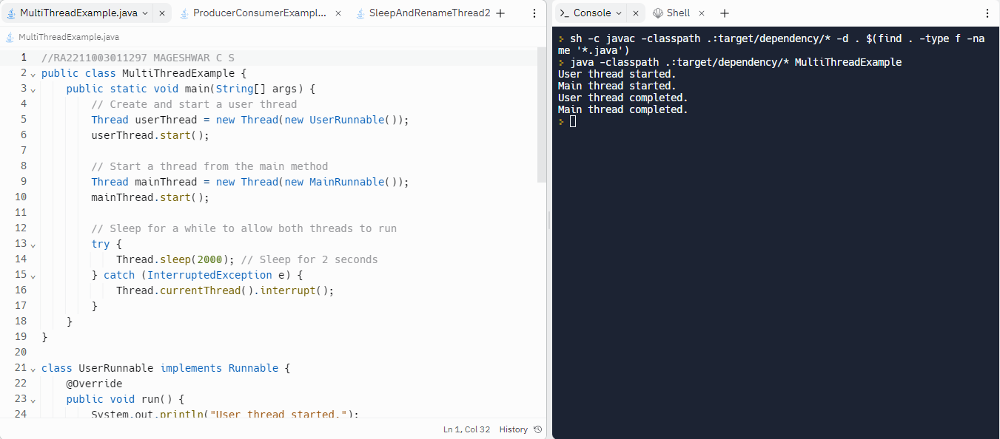 MultiThreadExample.java
ProducerConsumerExampl...
SleepAndRenameThread2
MultiThreadExample.java
1 //RA2211003011297 MAGESHWAR C S
2 public class MultiThreadExample {
3     public static void main(String[] args) {
4         // Create and start a user thread
5         Thread userThread = new Thread(new UserRunnable());
6         userThread.start();
7
8         // Start a thread from the main method
9         Thread mainThread = new Thread(new MainRunnable());
10         mainThread.start();
11
12         // Sleep for a while to allow both threads to run
13         try {
14             Thread.sleep(2000); // Sleep for 2 seconds
15         } catch (InterruptedException e) {
16             Thread.currentThread().interrupt();
17         }
18     }
19 }
20
21 class UserRunnable implements Runnable {
22     @Override
23     public void run() {
24         System.out.println("User thread started.");
Ln 1, Col 32 History
>_ Console
Shell
sh -c javac -classpath .:target/dependency/* -d . $(find . -type f -na
me '*.java')
java -classpath .:target/dependency/* MultiThreadExample
User thread started.
Main thread started.
User thread completed.
Main thread completed.